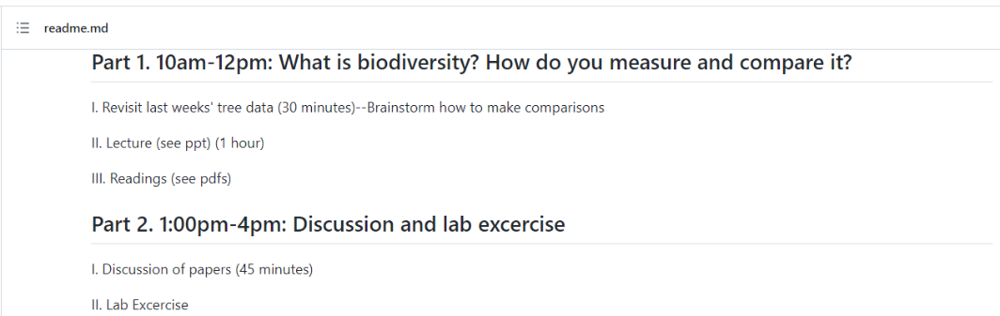 readme.md
Part 1. 10am-12pm: What is biodiversity? How do you measure and compare it?
I. Revisit last weeks' tree data (30 minutes)--Brainstorm how to make comparisons
II. Lecture (see ppt) (1 hour)
III. Readings (see pdfs)
Part 2. 1:00pm-4pm: Discussion and lab excercise
I. Discussion of papers (45 minutes)
II. Lab Excercise